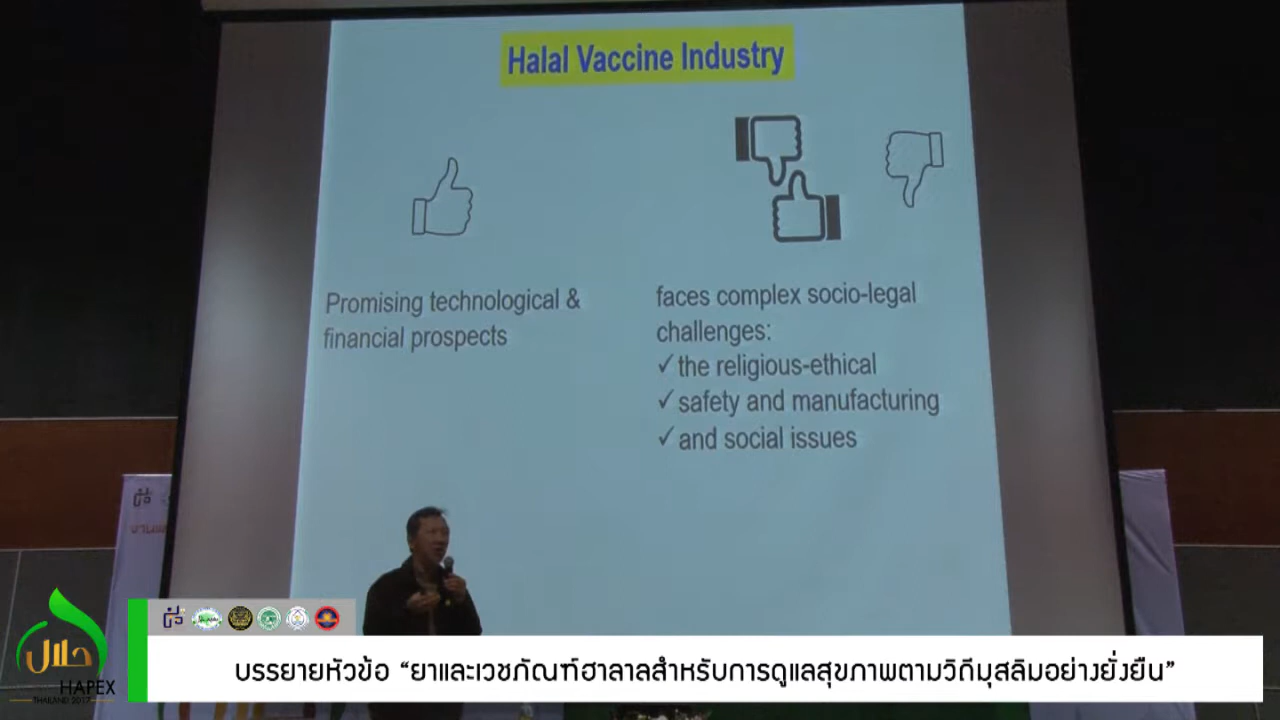 Halal Vaccine Industry
Promising technological &
financial prospects
faces complex socio-legal
challenges:
✓ the religious-ethical
✓ safety and manufacturing
✓ and social issues
حلال
HAPEX
THAILAND 2017
บรรยายหัวข้อ “ยาและเวชภัณฑ์ฮาลาลสำหรับการดูแลสุขภาพตามวิถีมุสลิมอย่างยั่งยืน”